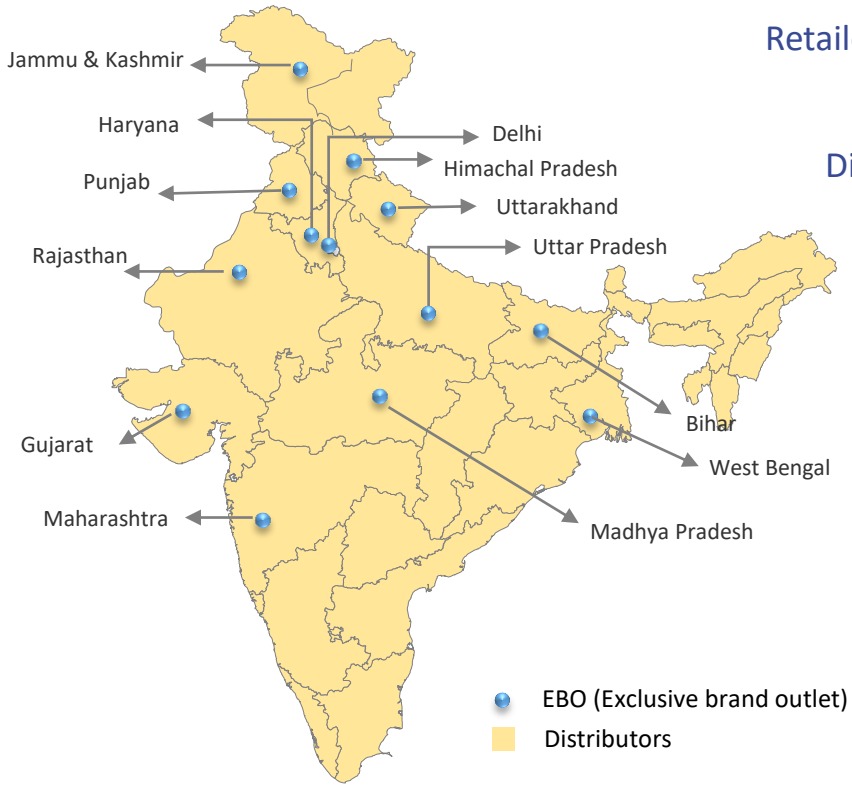 Retail
Jammu & Kashmir
Haryana
Delhi
Di
Himachal Pradesh
Punjab
Uttarakhand
Uttar Pradesh
Rajasthan
Bihar
Gujarat
West Bengal
Maharashtra
Madhya Pradesh
EBO (Exclusive brand outlet)
Distributors